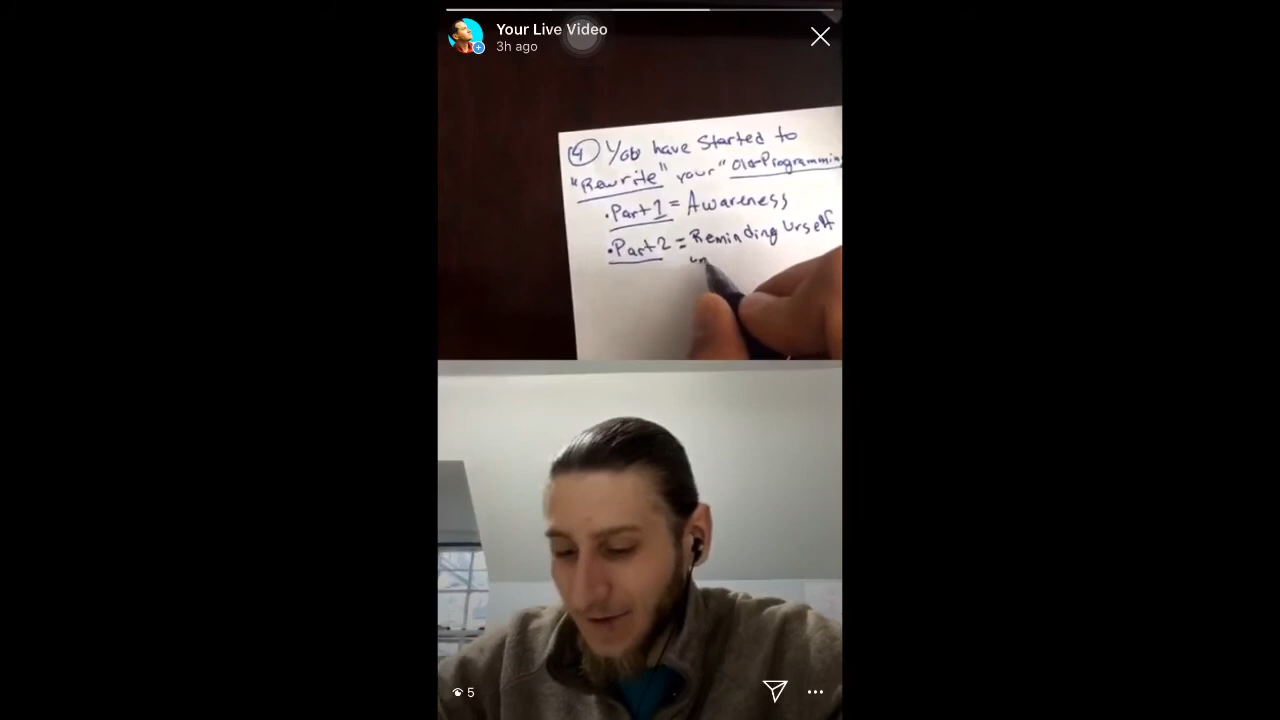 Your Live Video
3h ago
4 You have Started to
"Rewrite" your "Old-Programming
• Part 1 = Awareness
• Part 2 = Reminding Urself
5